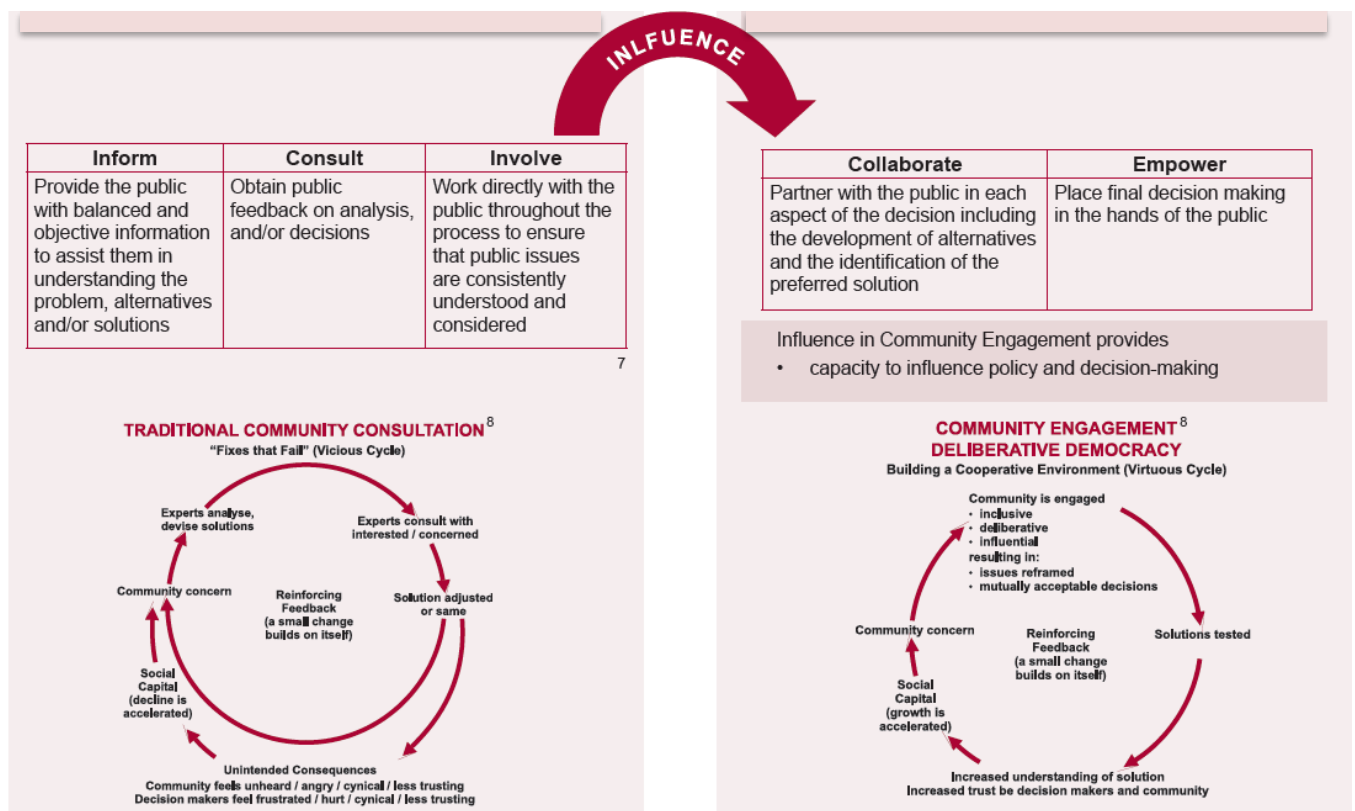 INLFUENCE
Inform
Provide the public
with balanced and
objective information
to assist them in
understanding the
problem, alternatives
and/or solutions
Consult
Obtain public
feedback on analysis,
and/or decisions
Involve
Work directly with the
public throughout the
process to ensure
that public issues
are consistently
understood and
considered
7
Collaborate
Partner with the public in each
aspect of the decision including
the development of alternatives
and the identification of the
preferred solution
Empower
Place final decision making
in the hands of the public
Influence in Community Engagement provides
• capacity to influence policy and decision-making
TRADITIONAL COMMUNITY CONSULTATION 8
"Fixes that Fail" (Vicious Cycle)
Experts analyse,
devise solutions
Experts consult with
interested / concerned
Community concern
Reinforcing
Feedback
(a small change
builds on itself)
Solution adjusted
or same
Social
Capital
(decline is
accelerated)
Unintended Consequences
Community feels unheard / angry / cynical / less trusting
Decision makers feel frustrated / hurt / cynical / less trusting
COMMUNITY ENGAGEMENT 8
DELIBERATIVE DEMOCRACY
Building a Cooperative Environment (Virtuous Cycle)
Community is engaged
• inclusive
• deliberative
• influential
resulting in:
• issues reframed
• mutually acceptable decisions
Community concern
Reinforcing
Feedback
(a small change
builds on itself)
Solutions tested
Social
Capital
(growth is
accelerated)
Increased understanding of solution
Increased trust be decision makers and community